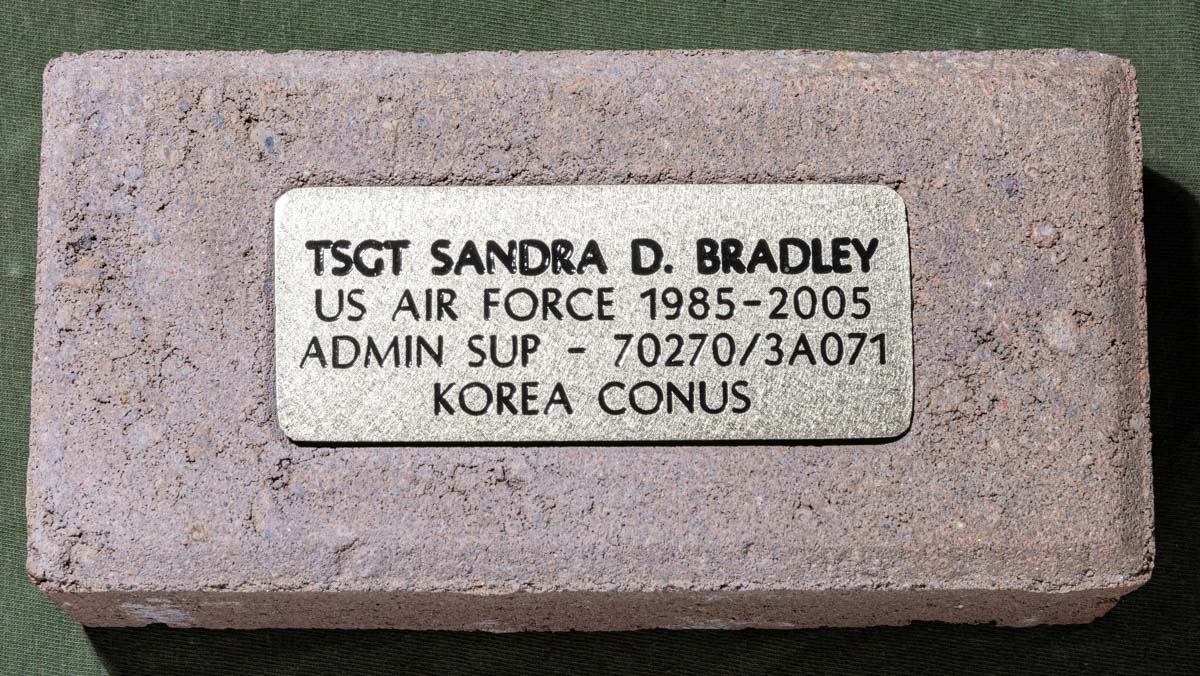 TSGT SANDRA D. BRADLEY
US AIR FORCE 1985-2005
ADMIN SUP - 70270/3A071
KOREA CONUS